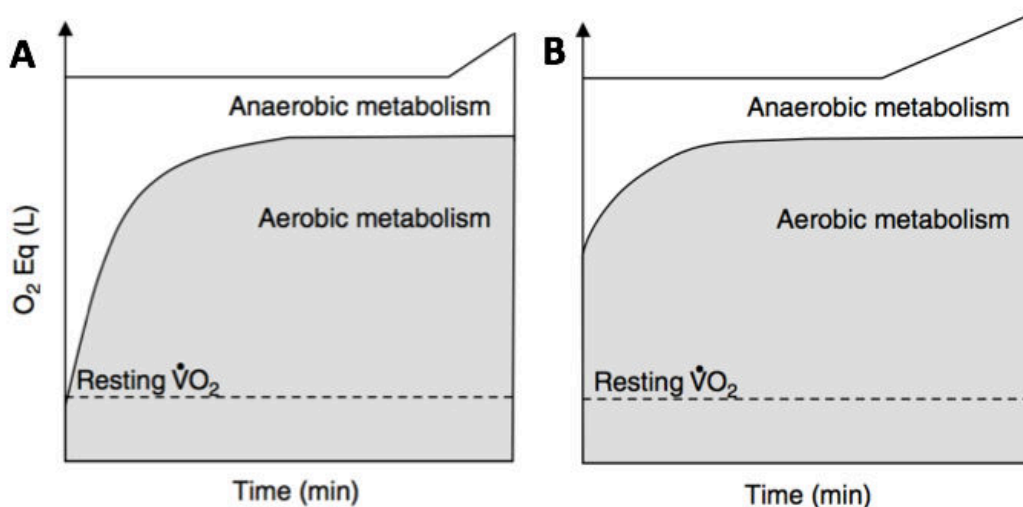 A
Anaerobic metabolism
Aerobic metabolism
O₂ Eq (L)
Resting V̇O₂
Time (min)
B
Anaerobic metabolism
Aerobic metabolism
Resting V̇O₂
Time (min)